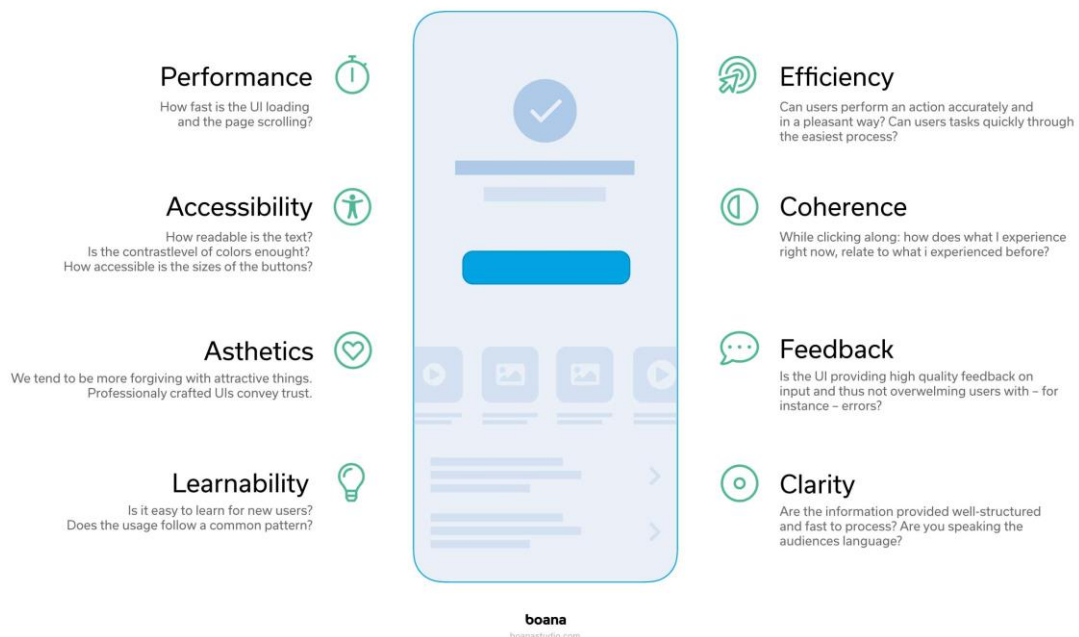 Performance
How fast is the UI loading
and the page scrolling?
Accessibility
How readable is the text?
Is the contrastlevel of colors enought?
How accessible is the sizes of the buttons?
Asthetics
We tend to be more forgiving with attractive things.
Professionaly crafted UIs convey trust.
Learnability
Is it easy to learn for new users?
Does the usage follow a common pattern?
Efficiency
Can users perform an action accurately and
in a pleasant way? Can users tasks quickly through
the easiest process?
Coherence
While clicking along: how does what I experience
right now, relate to what i experienced before?
Feedback
Is the UI providing high quality feedback on
input and thus not overwelming users with – for
instance – errors?
Clarity
Are the information provided well-structured
and fast to process? Are you speaking the
audiences language?
boana
boanastudio.com